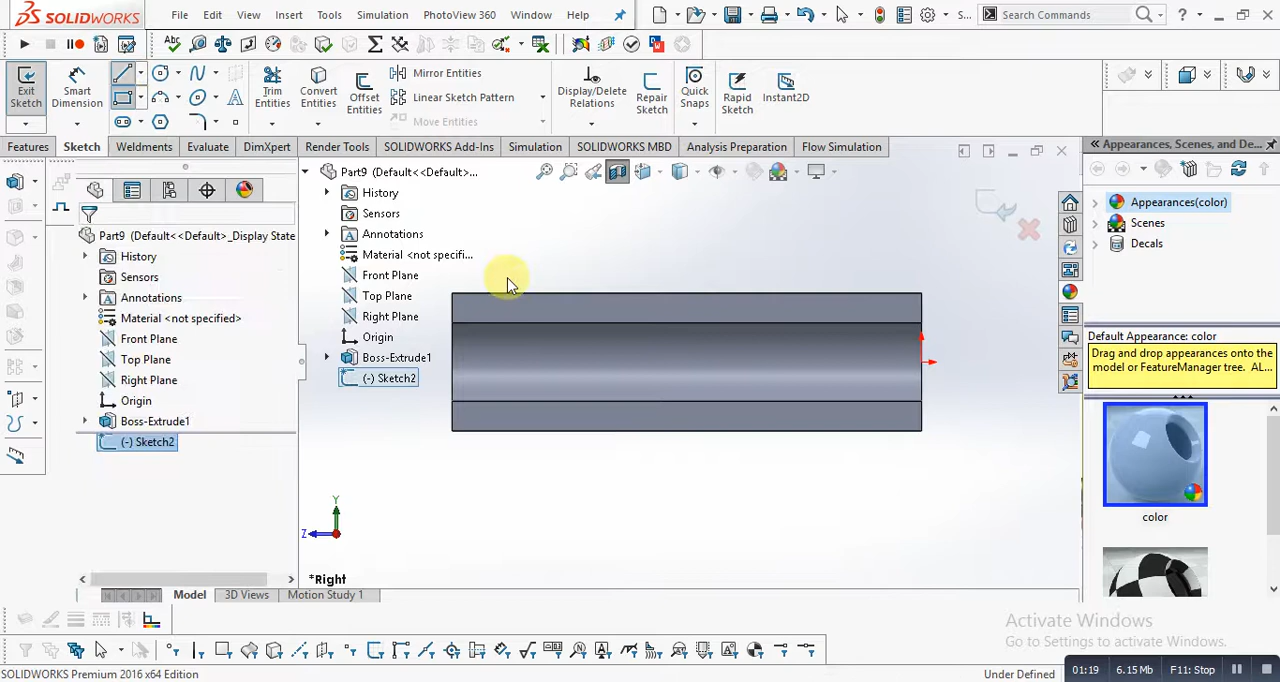 SOLIDWORKS File Edit View Insert Tools Simulation PhotoView 360 Window Help S... Search Commands
Exit Sketch Smart Dimension Trim Entities Convert Entities Offset Entities Mirror Entities Linear Sketch Pattern Move Entities Display/Delete Relations Repair Sketch Quick Snaps Rapid Sketch Instant2D
Features Sketch Weldments Evaluate DimXpert Render Tools SOLIDWORKS Add-Ins Simulation SOLIDWORKS MBD Analysis Preparation Flow Simulation
Appearances, Scenes, and De...
Part9 (Default<<Default>...
History
Sensors
Annotatio
Material <not specifi...
Front Plane
Top Plane
Right Plane
Origin
Boss-Extrude1
(-) Sketch2
Part9 (Default<<Default>_Display State
History
Sensors
Annotations
Material <not specified>
Front Plane
Top Plane
Right Plane
Origin
Boss-Extrude1
(-) Sketch2
Appearances(color)
Scenes
Decals
Default Appearance: color
Drag and drop appearances onto the
model or FeatureManager tree. AL...
color
Y
Z
*Right
Model 3D Views Motion Study 1
Activate Windows
Go to Settings to activate Windows.
01:19 6.15 Mb F11: Stop
SOLIDWORKS Premium 2016 x64 Edition
Under Defined